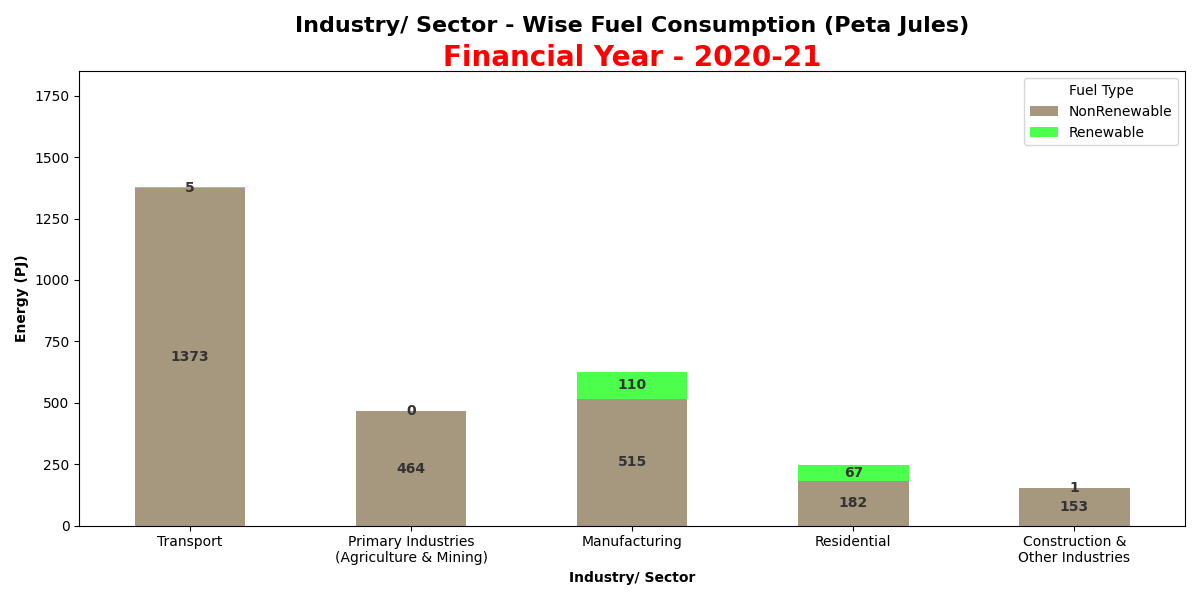 Industry/ Sector - Wise Fuel Consumption (Peta Jules)
Financial Year - 2020-21
Fuel Type
NonRenewable
Renewable
Energy (PJ)
1750
1500
1250
1000
750
500
250
0
5
1373
0
464
110
515
67
182
1
153
Transport
Primary Industries
(Agriculture & Mining)
Manufacturing
Residential
Construction &
Other Industries
Industry/ Sector